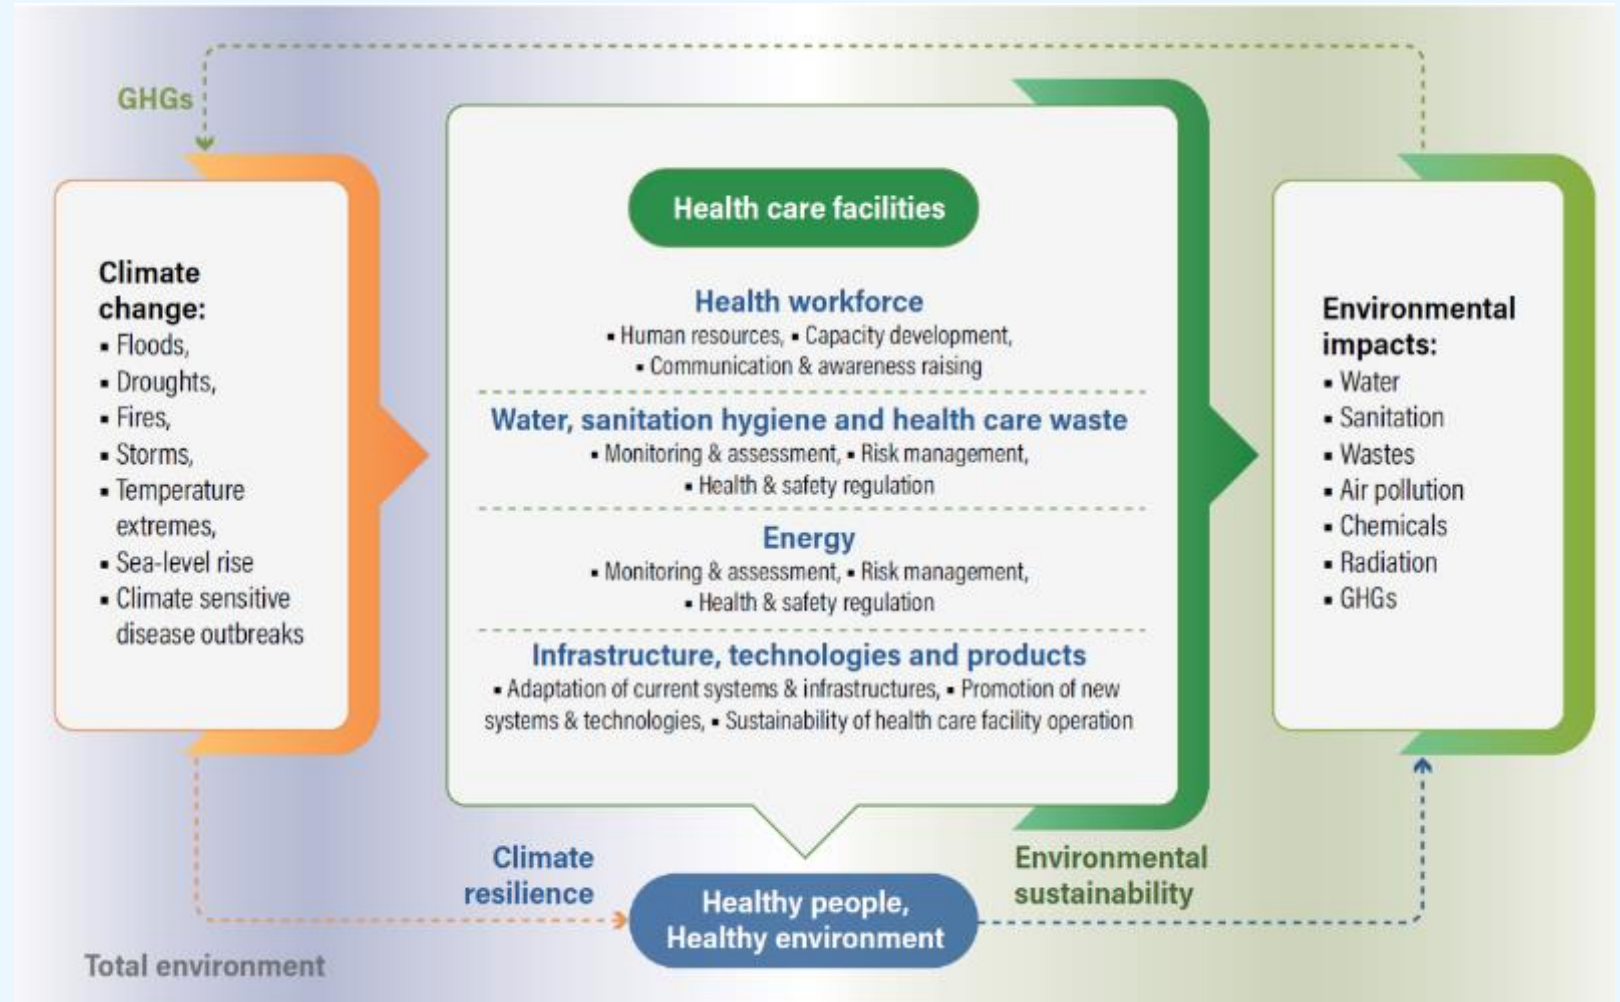 GHGs
Climate
change:
▪ Floods,
▪ Droughts,
▪ Fires,
▪ Storms,
▪ Temperature
extremes,
▪ Sea-level rise
▪ Climate sensitive
disease outbreaks
Health care facilities
Health workforce
▪ Human resources, ▪ Capacity development,
▪ Communication & awareness raising
Water, sanitation hygiene and health care waste
▪ Monitoring & assessment, ▪ Risk management,
▪ Health & safety regulation
Energy
▪ Monitoring & assessment, ▪ Risk management,
▪ Health & safety regulation
Infrastructure, technologies and products
▪ Adaptation of current systems & infrastructures, ▪ Promotion of new
systems & technologies, ▪ Sustainability of health care facility operation
Environmental
impacts:
▪ Water
▪ Sanitation
▪ Wastes
▪ Air pollution
▪ Chemicals
▪ Radiation
▪ GHGs
Climate
resilience
Healthy people,
Healthy environment
Environmental
sustainability
Total environment